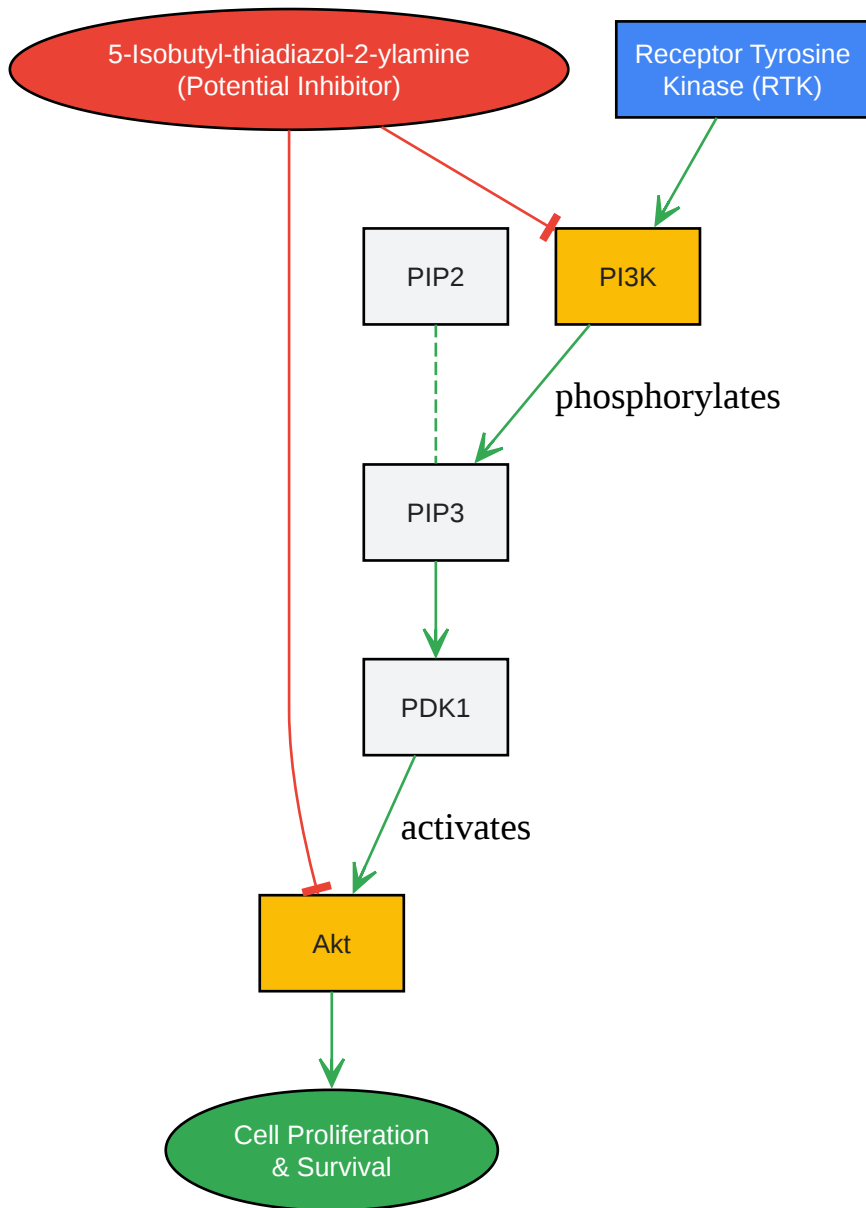 5-Isobutyl-thiadiazol-2-ylamine
(Potential Inhibitor)
Receptor Tyrosine
Kinase (RTK)
PIP2
PI3K
phosphorylates
PIP3
PDK1
activates
Akt
Cell Proliferation
& Survival